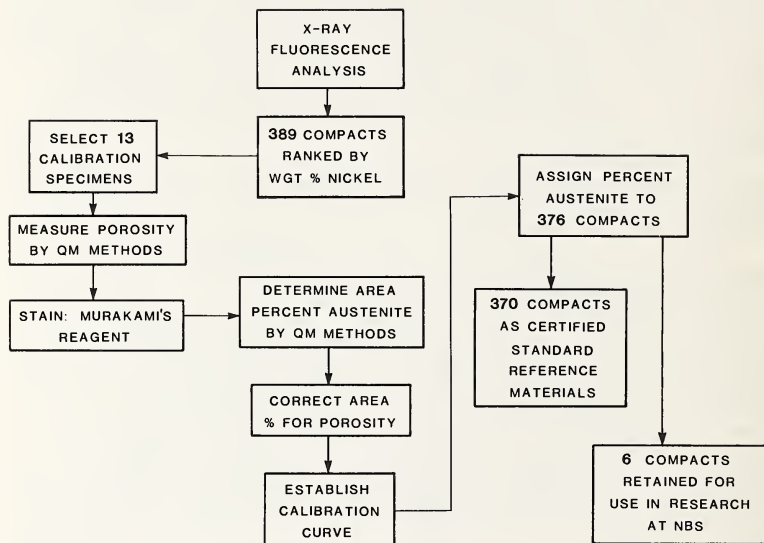 X-RAY
FLUORESCENCE
ANALYSIS
389 COMPACTS
RANKED BY
WGT % NICKEL
SELECT 13
CALIBRATION
SPECIMENS
MEASURE POROSITY
BY QM METHODS
STAIN: MURAKAMI'S
REAGENT
DETERMINE AREA
PERCENT AUSTENITE
BY QM METHODS
CORRECT AREA
% FOR POROSITY
ESTABLISH
CALIBRATION
CURVE
ASSIGN PERCENT
AUSTENITE TO
376 COMPACTS
370 COMPACTS
AS CERTIFIED
STANDARD
REFERENCE
MATERIALS
6 COMPACTS
RETAINED FOR
USE IN RESEARCH
AT NBS